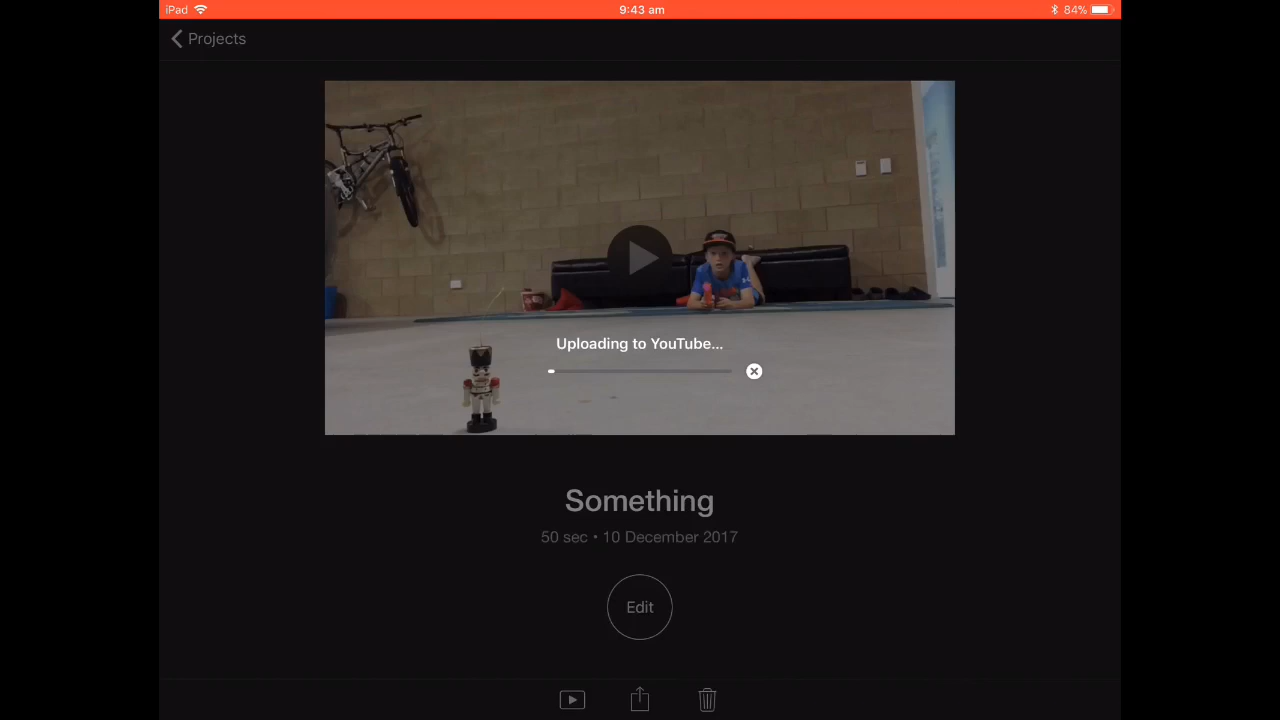 iPad 9:43 am 84%
Projects
Uploading to YouTube...
Something
50 sec • 10 December 2017
Edit